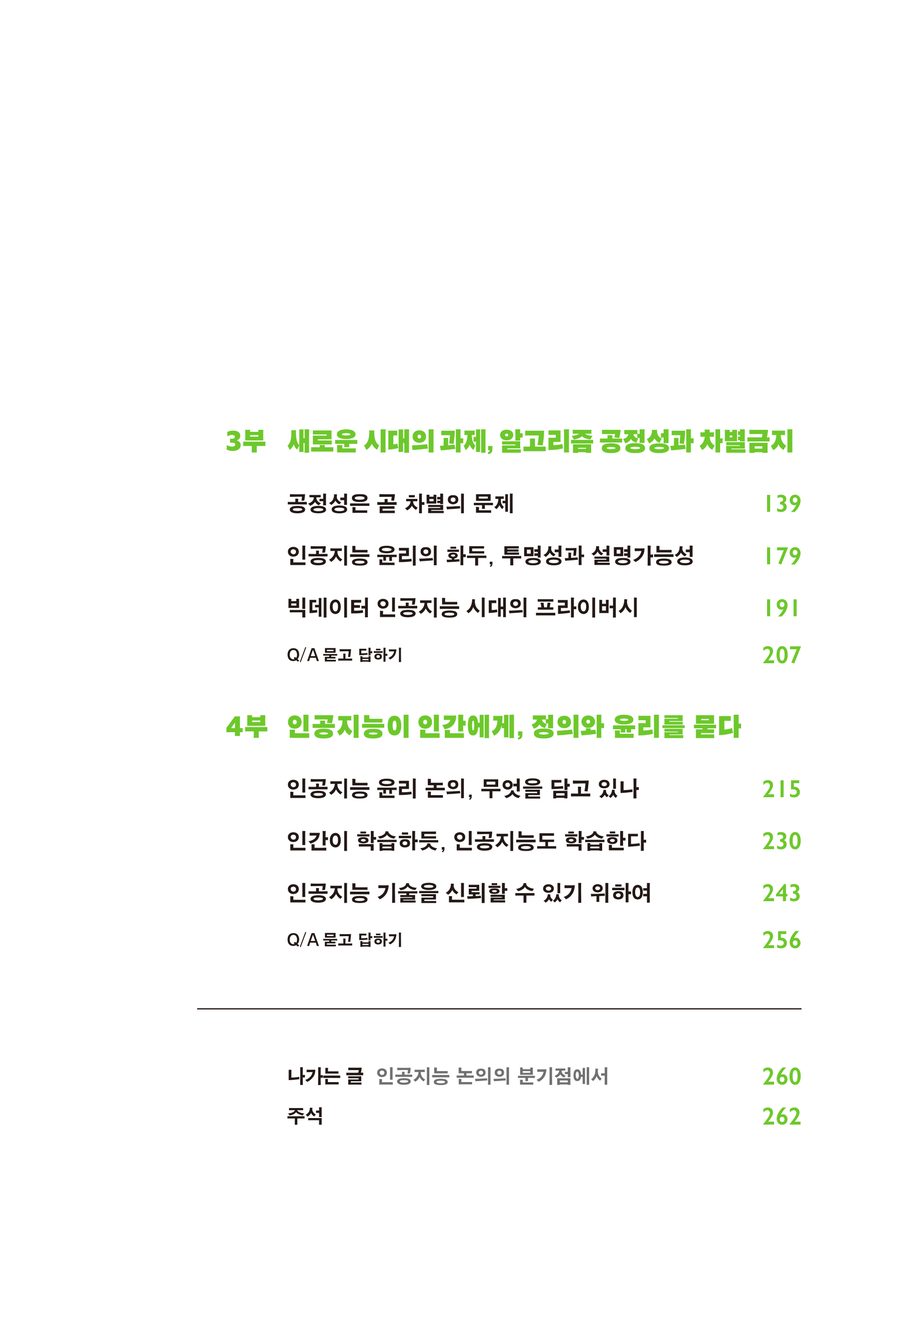 3부 새로운 시대의 과제, 알고리즘 공정성과 차별금지
공정성은 곧 차별의 문제 139
인공지능 윤리의 화두, 투명성과 설명가능성 179
빅데이터 인공지능 시대의 프라이버시 191
Q/A 묻고 답하기 207
4부 인공지능이 인간에게, 정의와 윤리를 묻다
인공지능 윤리 논의, 무엇을 담고 있나 215
인간이 학습하듯, 인공지능도 학습한다 230
인공지능 기술을 신뢰할 수 있기 위하여 243
Q/A 묻고 답하기 256
나가는 글 인공지능 논의의 분기점에서 260
주석 262